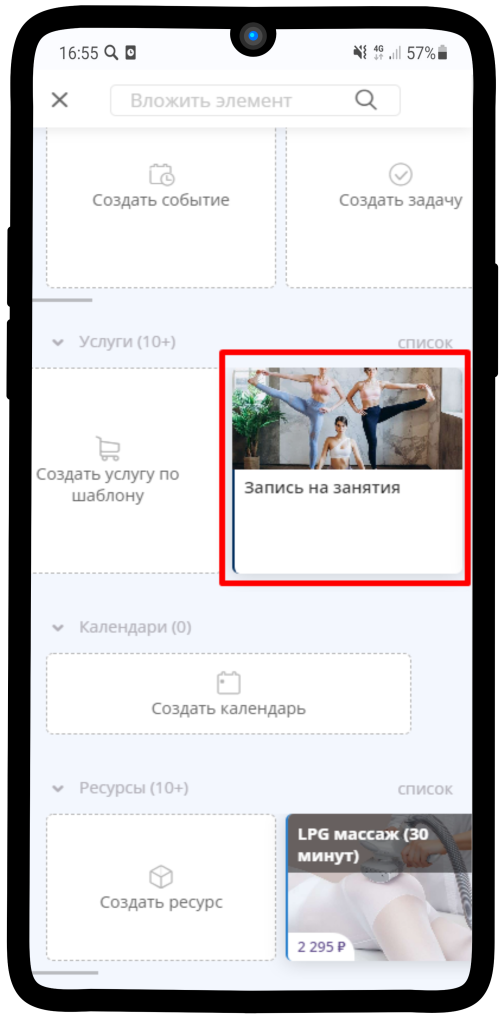 16:55
4G
57%
Вложить элемент
Создать событие
Создать задачу
Услуги (10+)
список
Создать услугу по
шаблону
Запись на занятия
Календари (0)
Создать календарь
Ресурсы (10+)
список
Создать ресурс
LPG массаж (30
минут)
2 295 ₽